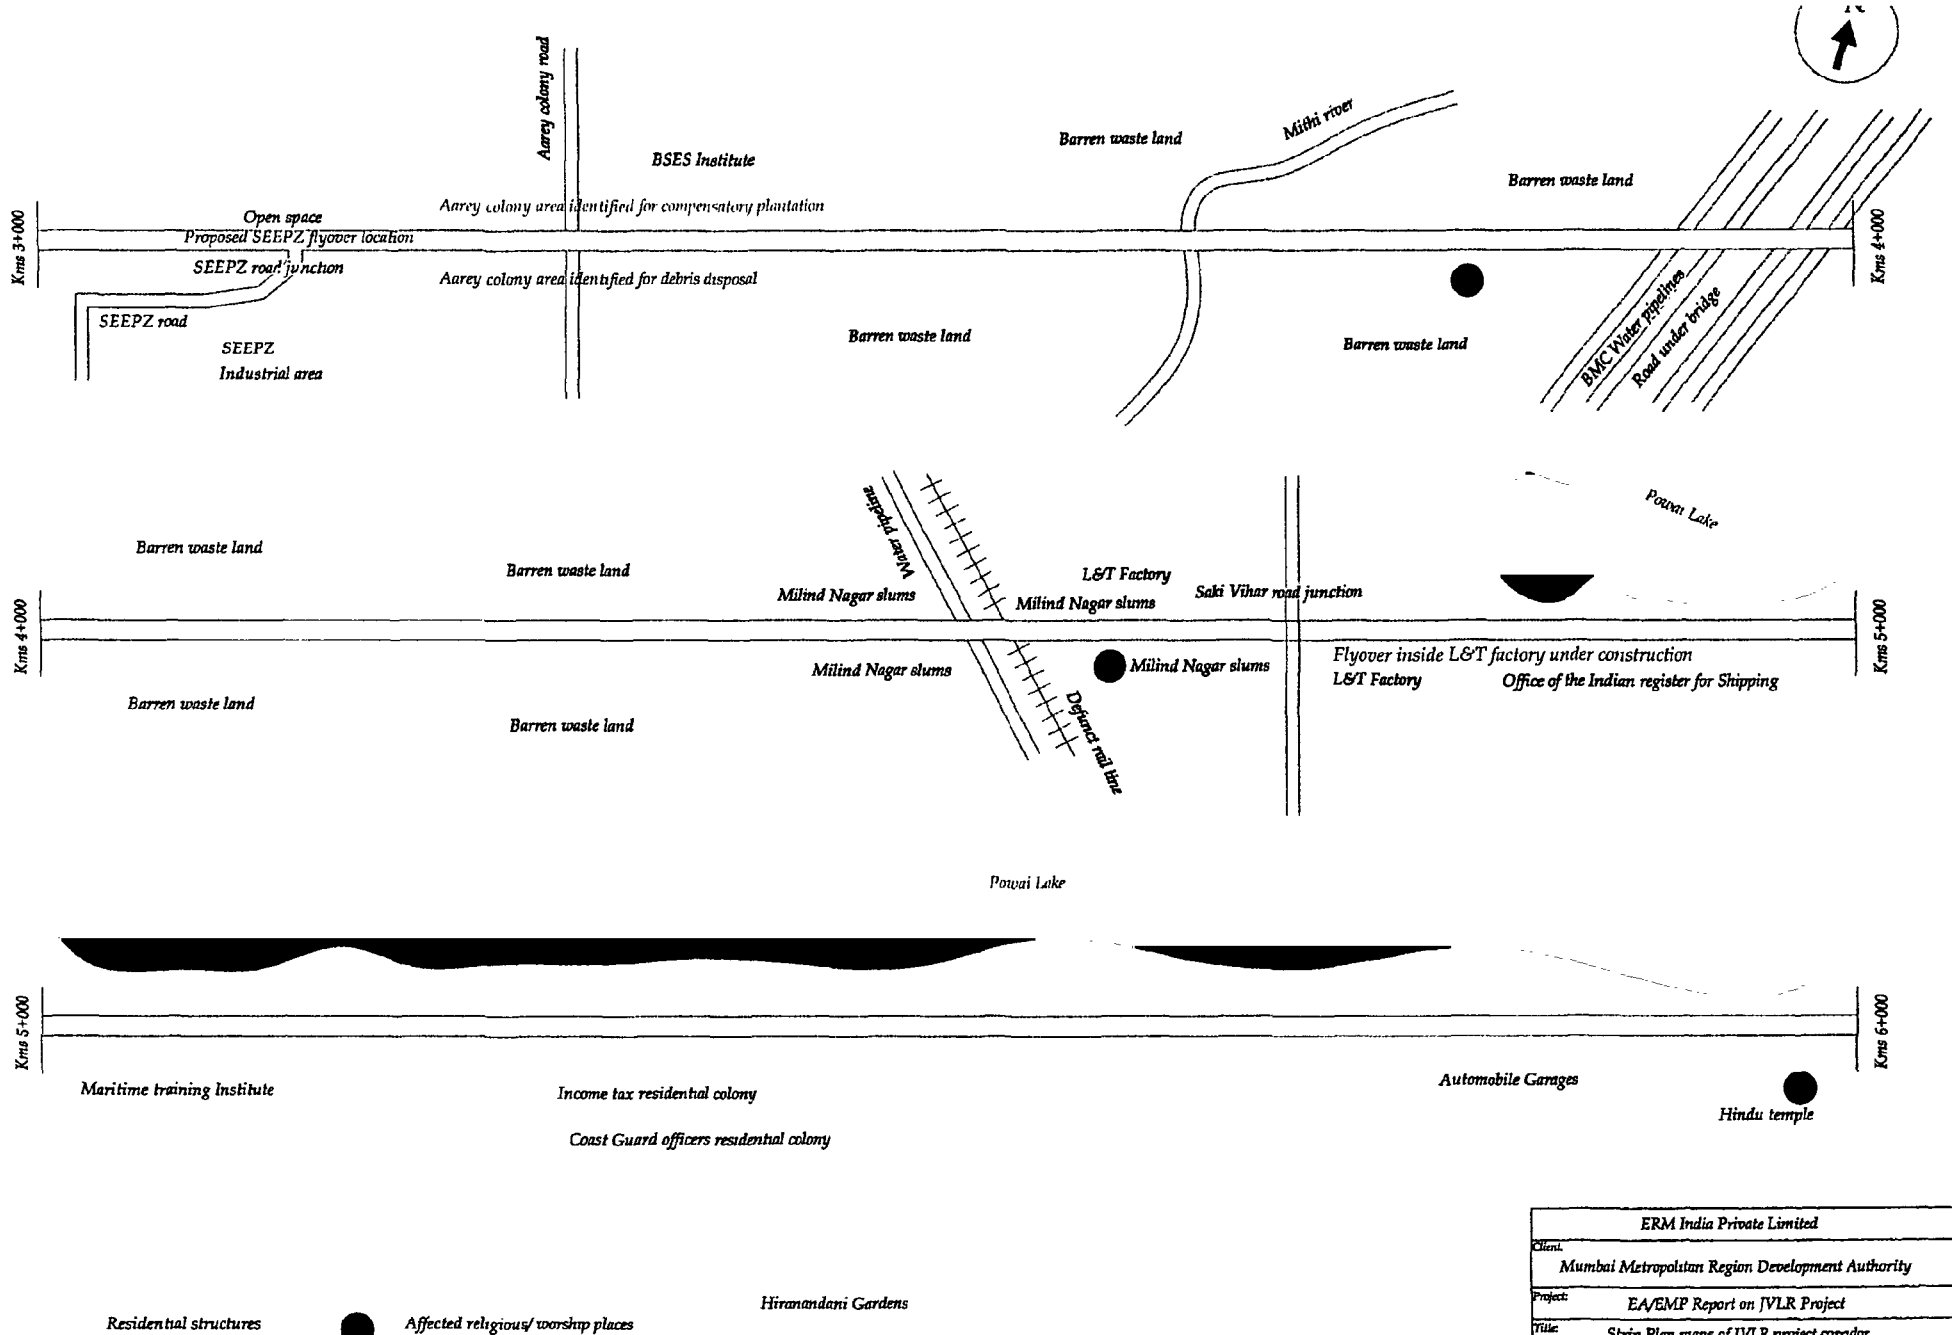 N
Aarey colony road
Mithi river
Barren waste land
BSES Institute
Barren waste land
Aarey colony area identified for compensatory plantation
Open space
Proposed SEEPZ flyover location
Kms 3+000
Kms 4+000
SEEPZ road junction
Aarey colony area identified for debris disposal
SEEPZ road
Barren waste land
Barren waste land
BMC Water pipelines
Road under bridge
SEEPZ
Industrial area
Powai Lake
Water pipeline
Barren waste land
Barren waste land
L&T Factory
Milind Nagar slums
Milind Nagar slums
Saki Vihar road junction
Kms 4+000
Kms 5+000
Flyover inside L&T factory under construction
Milind Nagar slums
Milind Nagar slums
L&T Factory
Office of the Indian register for Shipping
Barren waste land
Barren waste land
Defunct rail line
Powai Lake
Kms 5+000
Kms 6+000
Maritime training Institute
Income tax residential colony
Automobile Garages
Hindu temple
Coast Guard officers residential colony
ERM India Private Limited
Client:
Mumbai Metropolitan Region Development Authority
Hiranandani Gardens
Project:
EA/EMP Report on JVLR Project
Residential structures
Affected religious/ worship places
Title:
Strip Plan maps of JVLR project corridor